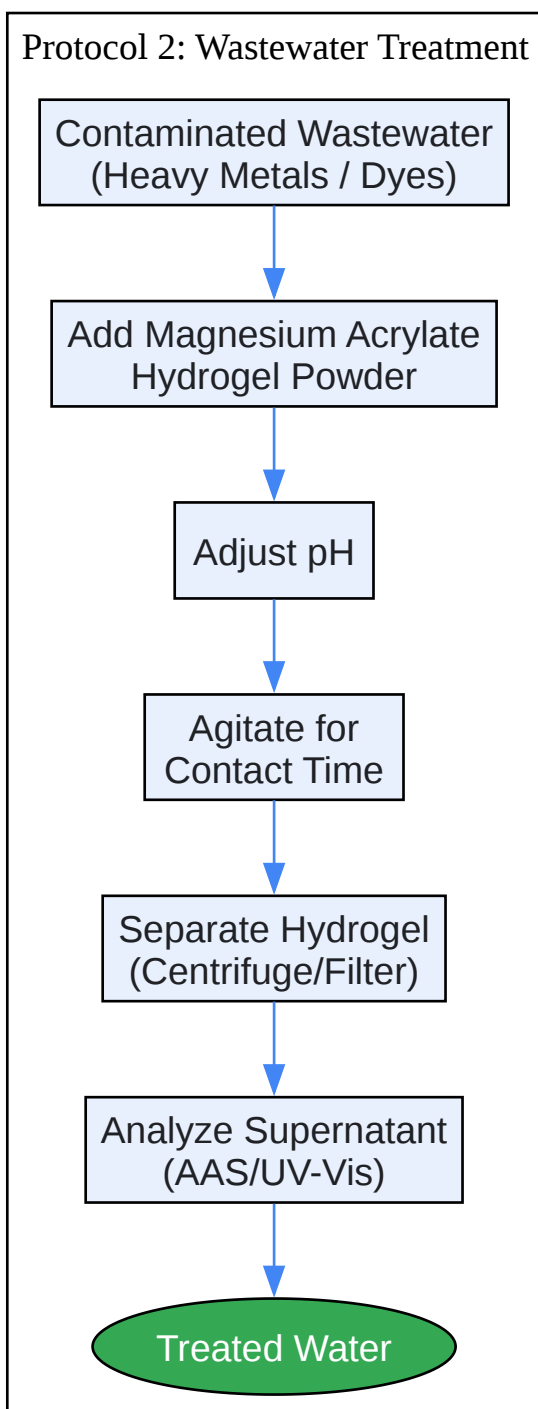 Protocol 2: Wastewater Treatment
Contaminated Wastewater
(Heavy Metals / Dyes)
Add Magnesium Acrylate
Hydrogel Powder
Adjust pH
Agitate for
Contact Time
Separate Hydrogel
(Centrifuge/Filter)
Analyze Supernatant
(AAS/UV-Vis)
Treated Water